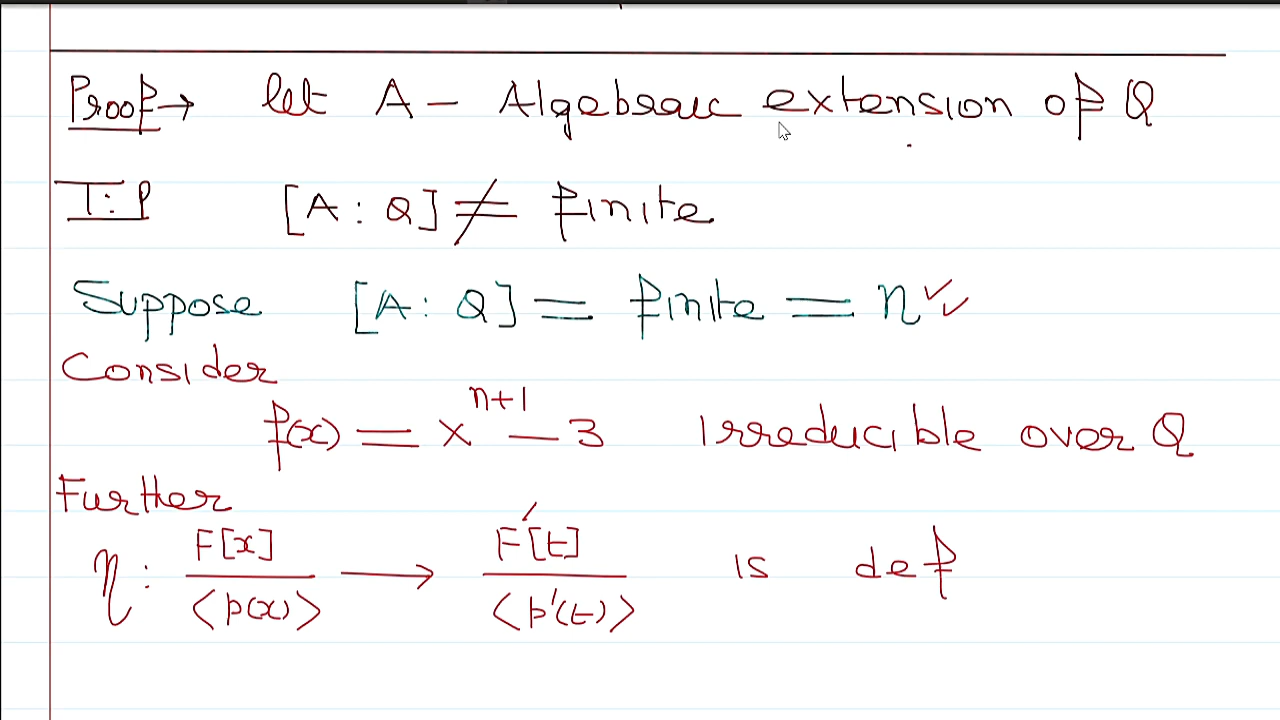 Proof → let A – Algebraic extension of Q
T:P [A : Q] ≠ finite
Suppose [A : Q] = finite = n ✓✓
Consider
f(x) = x^{n+1} – 3 irreducible over Q
Further
η : F[x] / <p(x)> → F'[t] / <p'(t)> is def